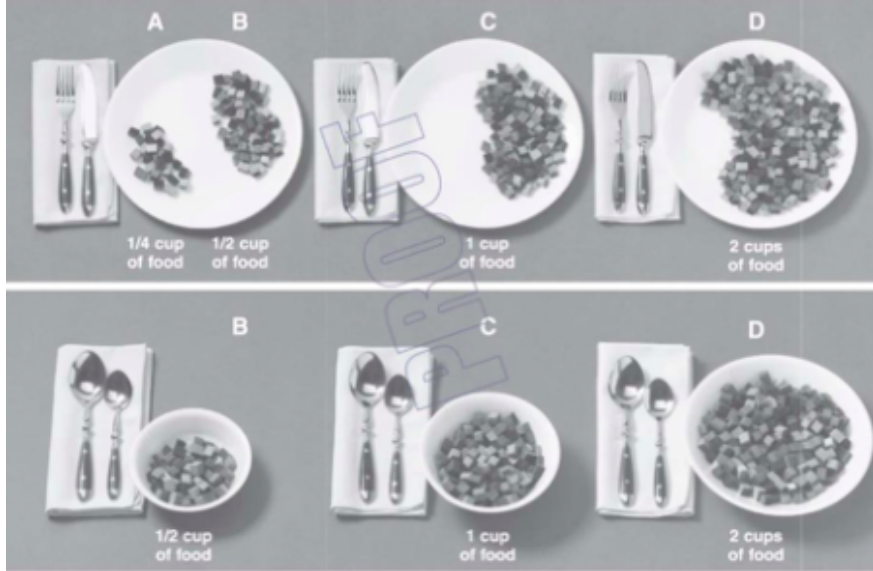 A B C D
1/4 cup 1/2 cup 1 cup 2 cups
of food of food of food of food
PROOF
B C D
1/2 cup 1 cup 2 cups
of food of food of food